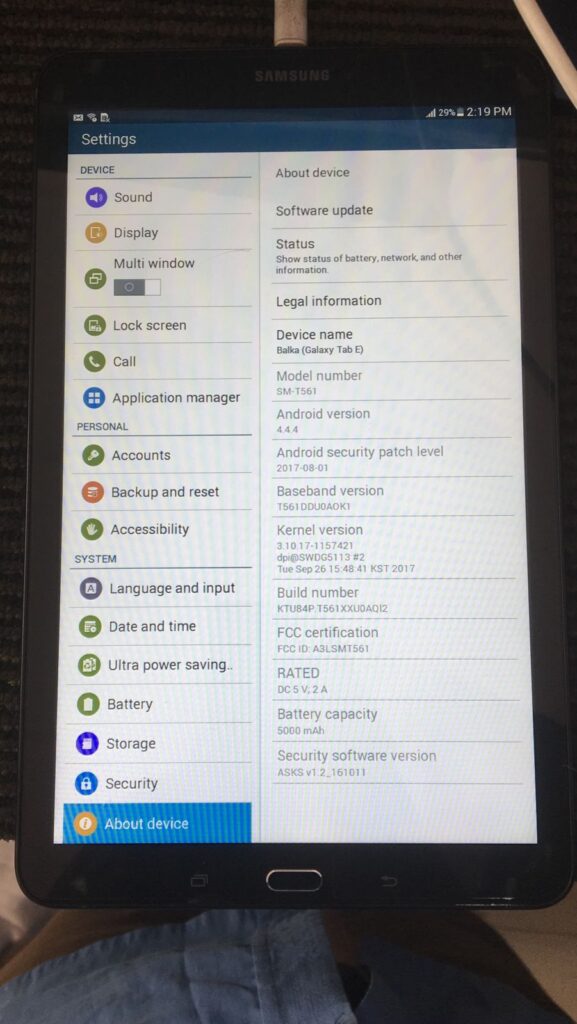 SAMSUNG
29% 2:19 PM
Settings
DEVICE
Sound
Display
Multi window
Lock screen
Call
Application manager
PERSONAL
Accounts
Backup and reset
Accessibility
SYSTEM
Language and input
Date and time
Ultra power saving..
Battery
Storage
Security
About device
About device
Software update
Status
Show status of battery, network, and other
information.
Legal information
Device name
Balka (Galaxy Tab E)
Model number
SM-T561
Android version
4.4.4
Android security patch level
2017-08-01
Baseband version
T561DDU0AOK1
Kernel version
3.10.17-1157421
dpi@SWDG5113 #2
Tue Sep 26 15:48:41 KST 2017
Build number
KTU84P.T561XXU0AQI2
FCC certification
FCC ID: A3LSMT561
RATED
DC 5 V; 2 A
Battery capacity
5000 mAh
Security software version
ASKS v1.2_161011